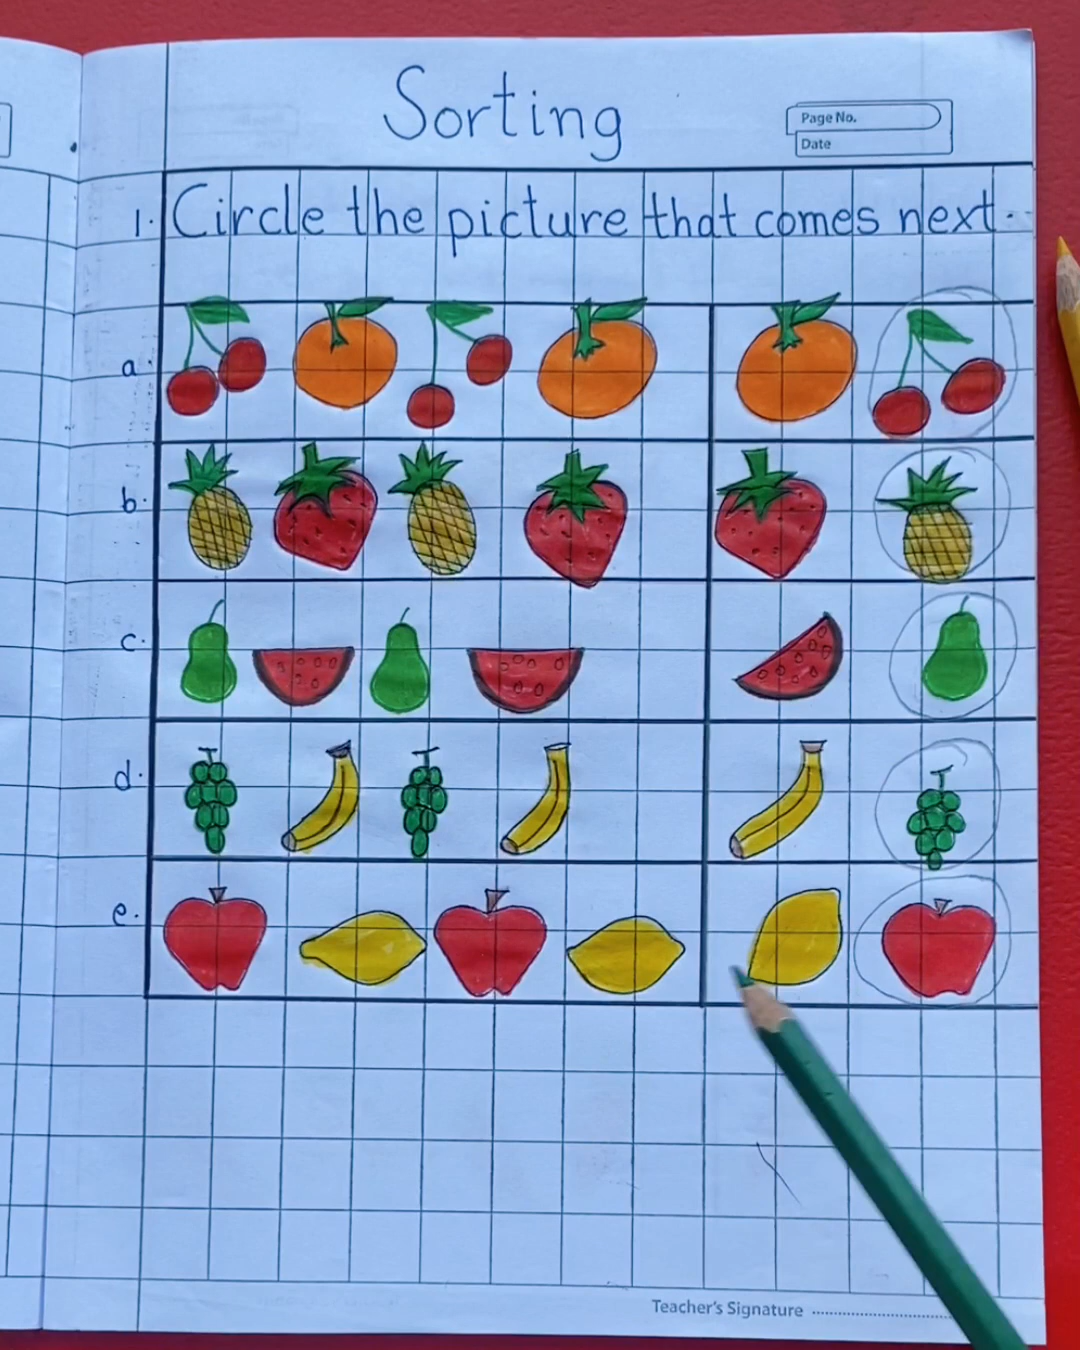 Sorting
Page No.
Date
1. Circle the picture that comes next.
a.
b.
c.
d.
e.
Teacher's Signature